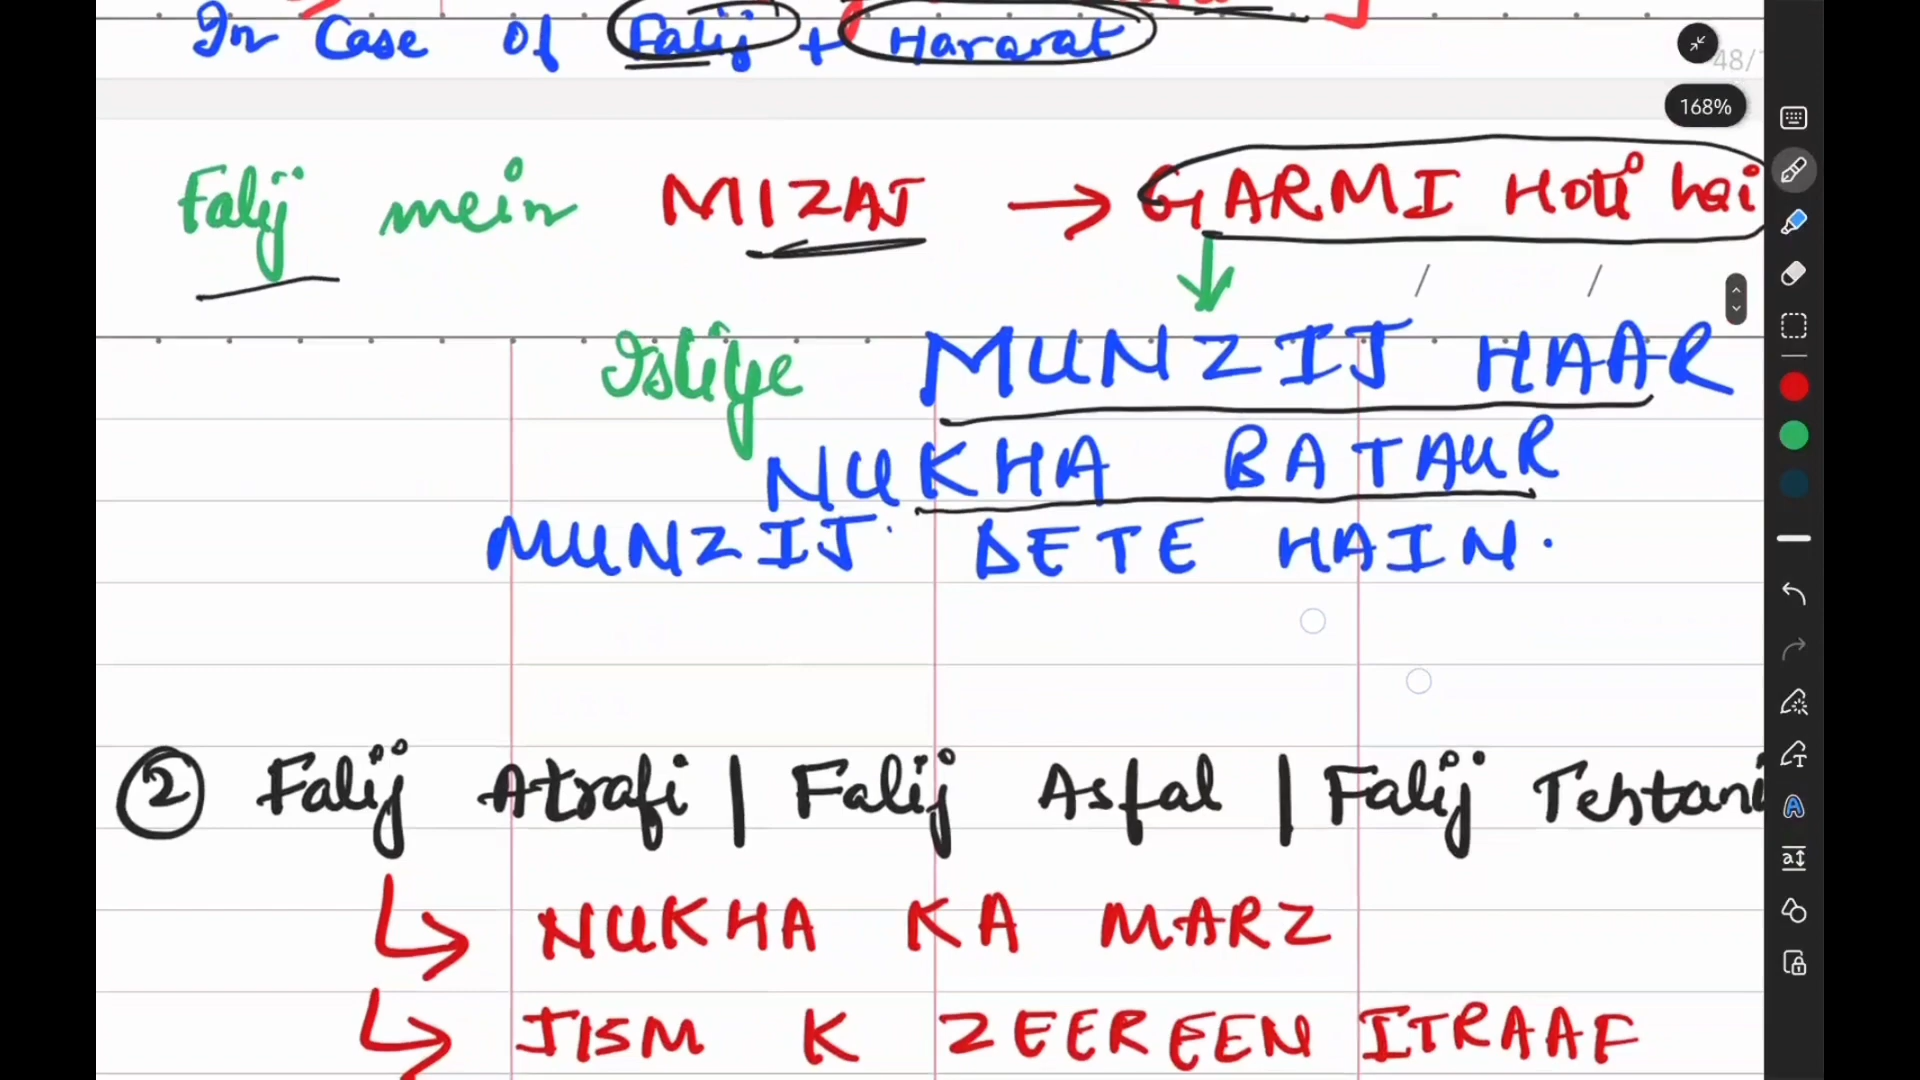 In Case of Falij + Hararat
48/
168%
Falij mein MIZAJ → GARMI Hoti hai
Isliye MUNZIJ HAAR
NUKHA BATAUR
MUNZIJ DETE HAIN.
② Falij Atrafi | Falij Asfal | Falij Tehtani
↳ NUKHA KA MARZ
↳ JISM K ZEEREEN ITRAAF